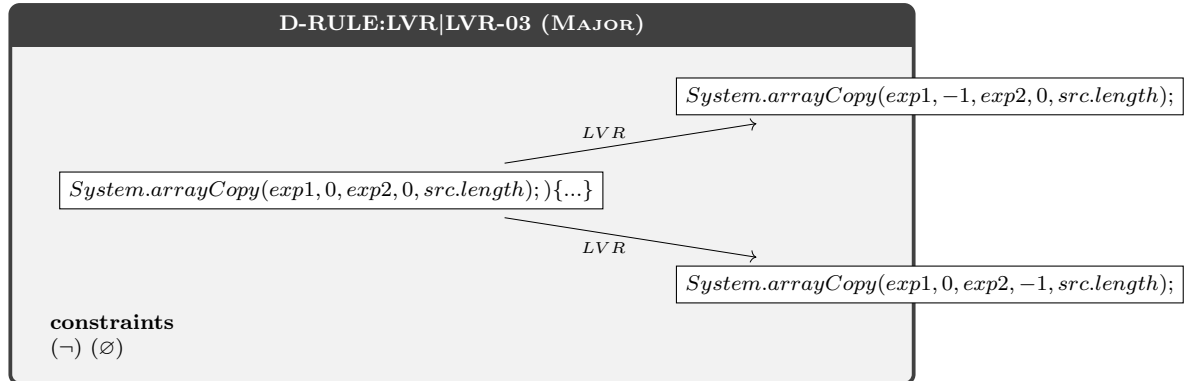 D-RULE:LVR|LVR-03 (MAJOR)
System.arrayCopy(exp1, −1, exp2, 0, src.length);
LVR
System.arrayCopy(exp1, 0, exp2, 0, src.length); ){...}
LVR
System.arrayCopy(exp1, 0, exp2, −1, src.length);
constraints
(¬) (∅)